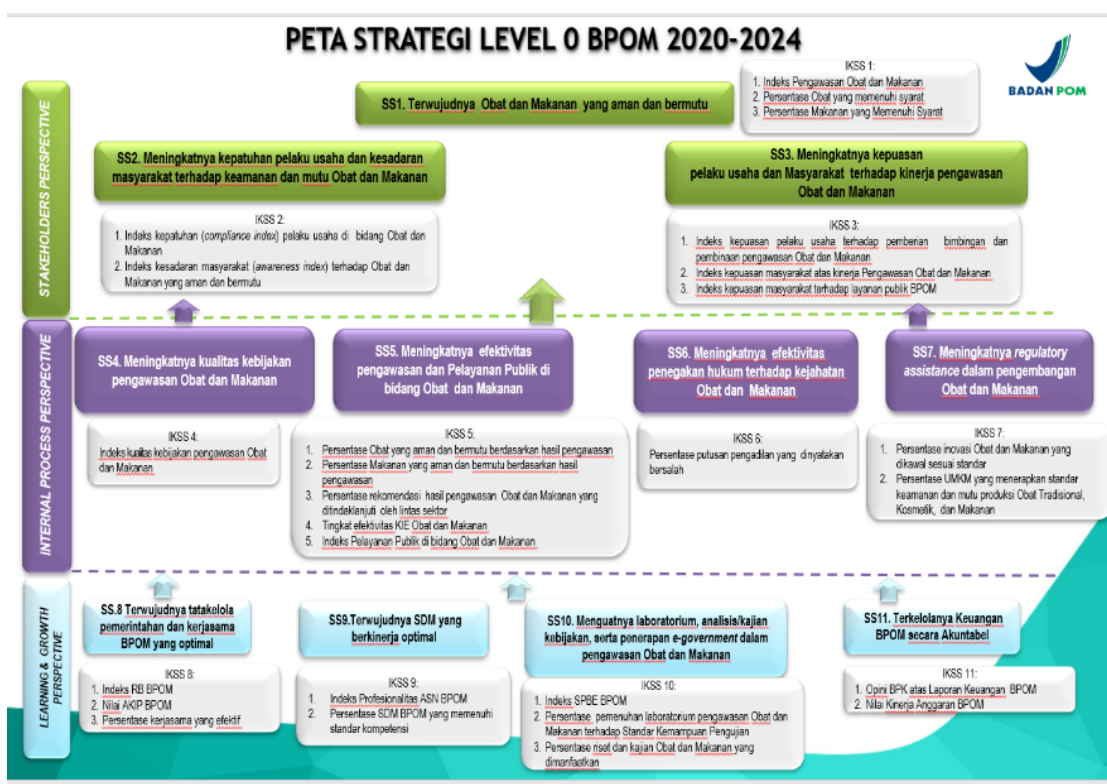 PETA STRATEGI LEVEL 0 BPOM 2020-2024
BADAN POM
STAKEHOLDERS PERSPECTIVE
SS1. Terwujudnya Obat dan Makanan yang aman dan bermutu
IKSS 1:
1. Indeks Pengawasan Obat dan Makanan
2. Persentase Obat yang memenuhi syarat
3. Persentase Makanan yang Memenuhi Syarat
SS2. Meningkatnya kepatuhan pelaku usaha dan kesadaran
masyarakat terhadap keamanan dan mutu Obat dan Makanan
IKSS 2:
1. Indeks kepatuhan (compliance index) pelaku usaha di bidang Obat dan
Makanan
2. Indeks kesadaran masyarakat (awareness index) terhadap Obat dan
Makanan yang aman dan bermutu
SS3. Meningkatnya kepuasan
pelaku usaha dan Masyarakat terhadap kinerja pengawasan
Obat dan Makanan
IKSS 3:
1. Indeks kepuasan pelaku usaha terhadap pemberian bimbingan dan
pembinaan pengawasan Obat dan Makanan
2. Indeks kepuasan masyarakat atas kinerja Pengawasan Obat dan Makanan
3. Indeks kepuasan masyarakat terhadap layanan publik BPOM
INTERNAL PROCESS PERSPECTIVE
SS4. Meningkatnya kualitas kebijakan
pengawasan Obat dan Makanan
IKSS 4:
Indeks kualitas kebijakan pengawasan Obat
dan Makanan
SS5. Meningkatnya efektivitas
pengawasan dan Pelayanan Publik di
bidang Obat dan Makanan
IKSS 5:
1. Persentase Obat yang aman dan bermutu berdasarkan hasil pengawasan
2. Persentase Makanan yang aman dan bermutu berdasarkan hasil
pengawasan
3. Persentase rekomendasi hasil pengawasan Obat dan Makanan yang
ditindaklanjuti oleh lintas sektor
4. Tingkat efektivitas KIE Obat dan Makanan
5. Indeks Pelayanan Publik di bidang Obat dan Makanan
SS6. Meningkatnya efektivitas
penegakan hukum terhadap kejahatan
Obat dan Makanan
IKSS 6:
Persentase putusan pengadilan yang dinyatakan
bersalah
SS7. Meningkatnya regulatory
assistance dalam pengembangan
Obat dan Makanan
IKSS 7:
1. Persentase inovasi Obat dan Makanan yang
dikawal sesuai standar
2. Persentase UMKM yang menerapkan standar
keamanan dan mutu produksi Obat Tradisional,
Kosmetik, dan Makanan
LEARNING & GROWTH
PERSPECTIVE
SS.8 Terwujudnya tatakelola
pemerintahan dan kerjasama
BPOM yang optimal
IKSS 8:
1. Indeks RB BPOM
2. Nilai AKIP BPOM
3. Persentase kerjasama yang efektif
SS9.Terwujudnya SDM yang
berkinerja optimal
IKSS 9:
1. Indeks Profesionalitas ASN BPOM
2. Persentase SDM BPOM yang memenuhi
standar kompetensi
SS10. Menguatnya laboratorium, analisis/kajian
kebijakan, serta penerapan e-government dalam
pengawasan Obat dan Makanan
IKSS 10:
1. Indeks SPBE BPOM
2. Persentase pemenuhan laboratorium pengawasan Obat dan
Makanan terhadap Standar Kemampuan Pengujian
3. Persentase riset dan kajian Obat dan Makanan yang
dimanfaatkan
SS11. Terkelolanya Keuangan
BPOM secara Akuntabel
IKSS 11:
1. Opini BPK atas Laporan Keuangan BPOM
2. Nilai Kinerja Anggaran BPOM